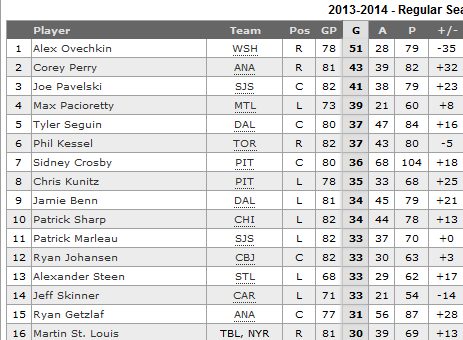 2013-2014 - Regular Sea
Player Team Pos GP G A P +/-
1 Alex Ovechkin WSH R 78 51 28 79 -35
2 Corey Perry ANA R 81 43 39 82 +32
3 Joe Pavelski SJS C 82 41 38 79 +23
4 Max Pacioretty MTL L 73 39 21 60 +8
5 Tyler Seguin DAL C 80 37 47 84 +16
6 Phil Kessel TOR R 82 37 43 80 -5
7 Sidney Crosby PIT C 80 36 68 104 +18
8 Chris Kunitz PIT L 78 35 33 68 +25
9 Jamie Benn DAL L 81 34 45 79 +21
10 Patrick Sharp CHI L 82 34 44 78 +13
11 Patrick Marleau SJS L 82 33 37 70 +0
12 Ryan Johansen CBJ C 82 33 30 63 +3
13 Alexander Steen STL L 68 33 29 62 +17
14 Jeff Skinner CAR L 71 33 21 54 -14
15 Ryan Getzlaf ANA C 77 31 56 87 +28
16 Martin St. Louis TBL, NYR R 81 30 39 69 +13